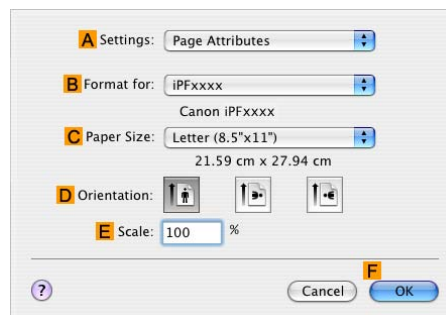 A Settings: Page Attributes
B Format for: iPFxxxx
Canon iPFxxxx
C Paper Size: Letter (8.5"x11")
21.59 cm x 27.94 cm
D Orientation:
E Scale: 100 %
F
? Cancel OK